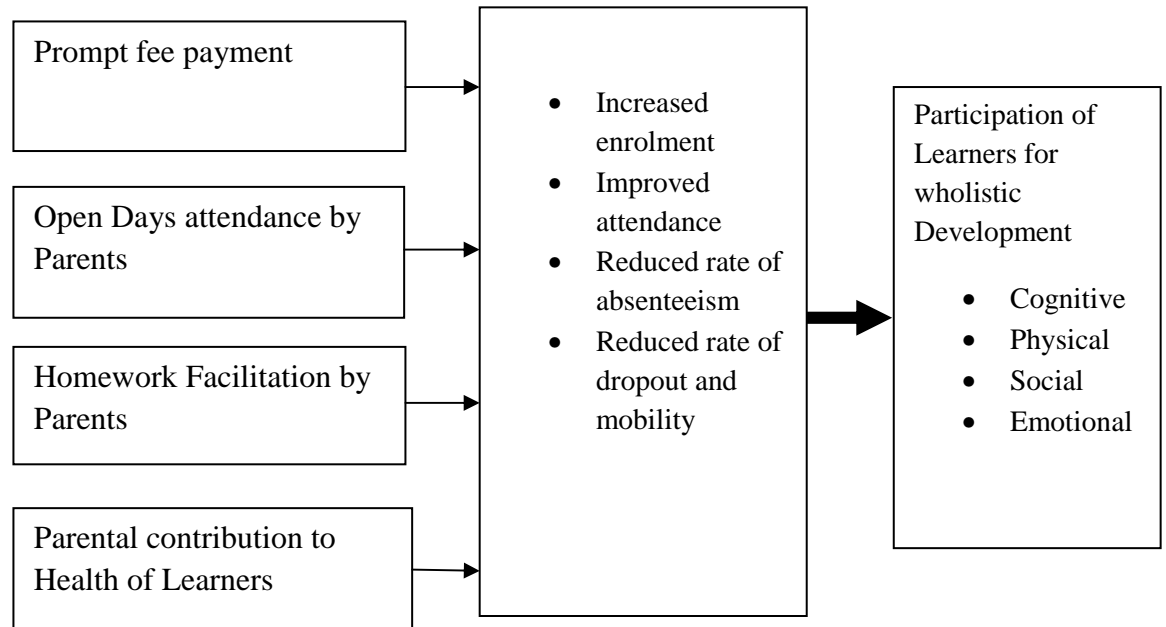 Prompt fee payment
Open Days attendance by
Parents
Homework Facilitation by
Parents
Parental contribution to
Health of Learners
• Increased
enrolment
• Improved
attendance
• Reduced rate of
absenteeism
• Reduced rate of
dropout and
mobility
Participation of
Learners for
wholistic
Development
• Cognitive
• Physical
• Social
• Emotional